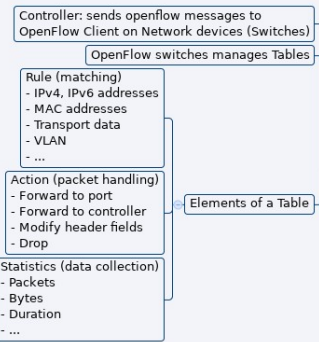 Controller: sends openflow messages to
OpenFlow Client on Network devices (Switches)
OpenFlow switches manages Tables
Rule (matching)
- IPv4, IPv6 addresses
- MAC addresses
- Transport data
- VLAN
- ...
Action (packet handling)
- Forward to port
- Forward to controller
- Modify header fields
- Drop
Elements of a Table
Statistics (data collection)
- Packets
- Bytes
- Duration
- ...